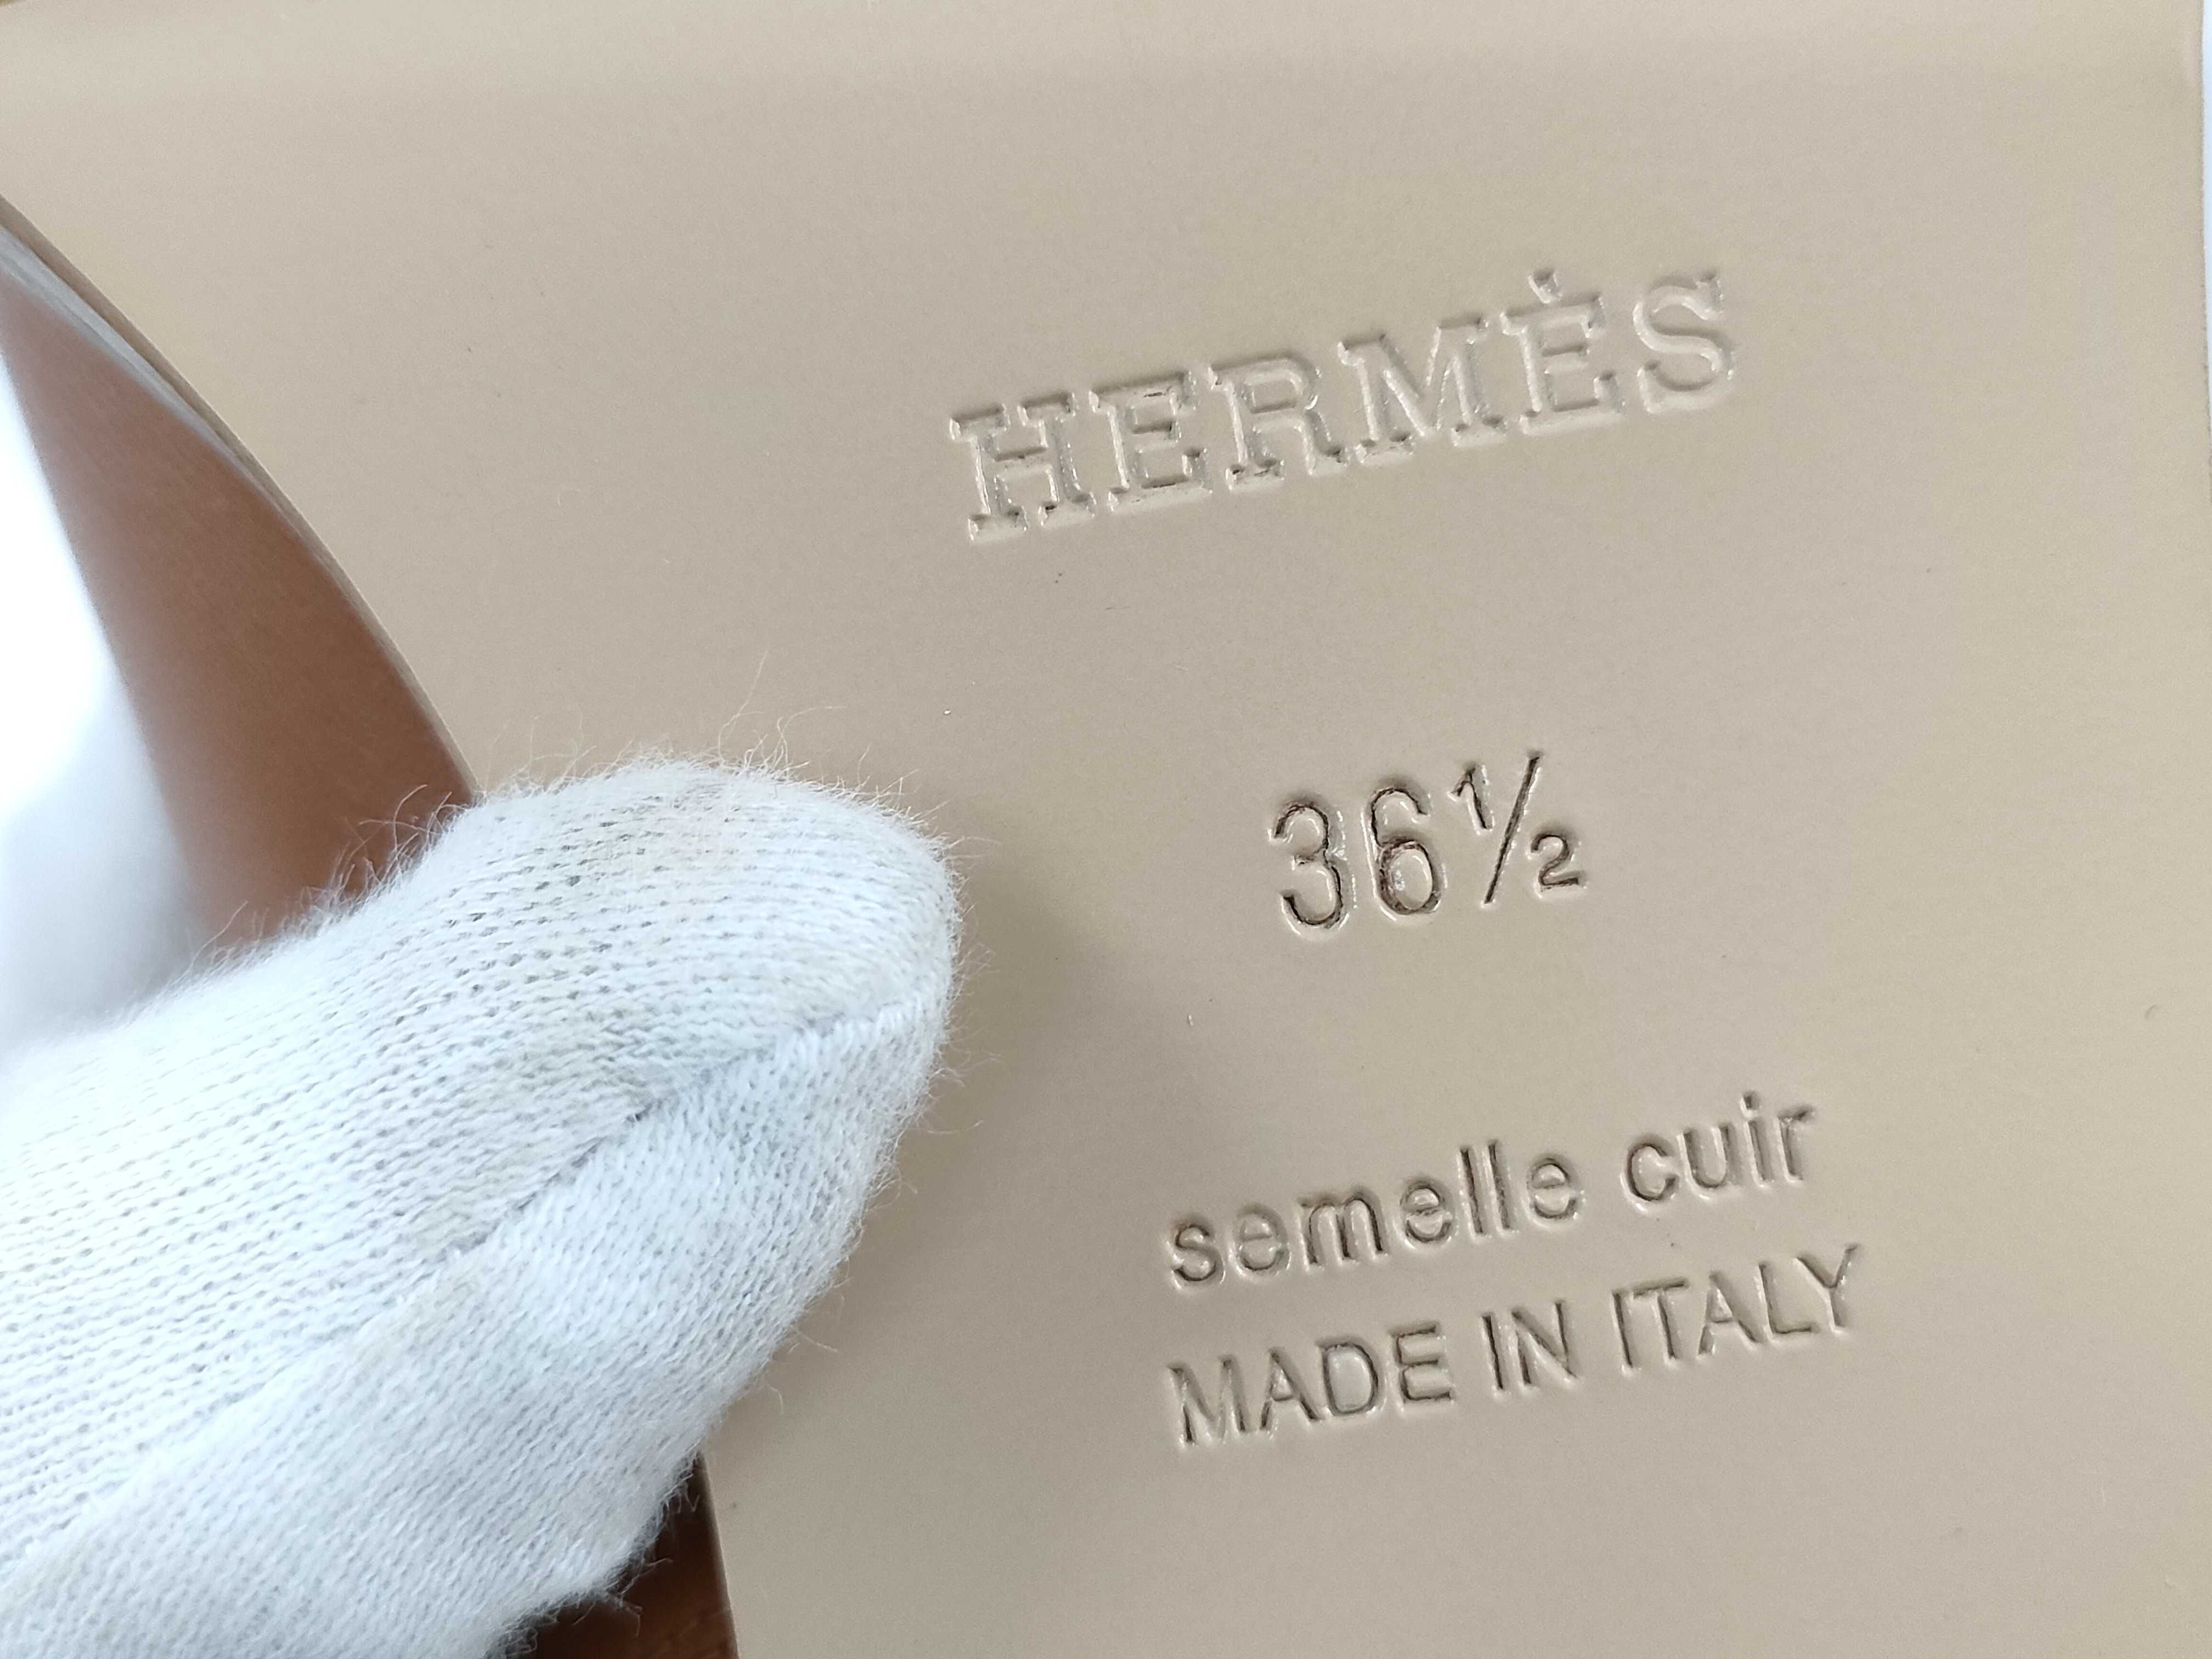 HERMÈS
36½
semelle cuir
MADE IN ITALY